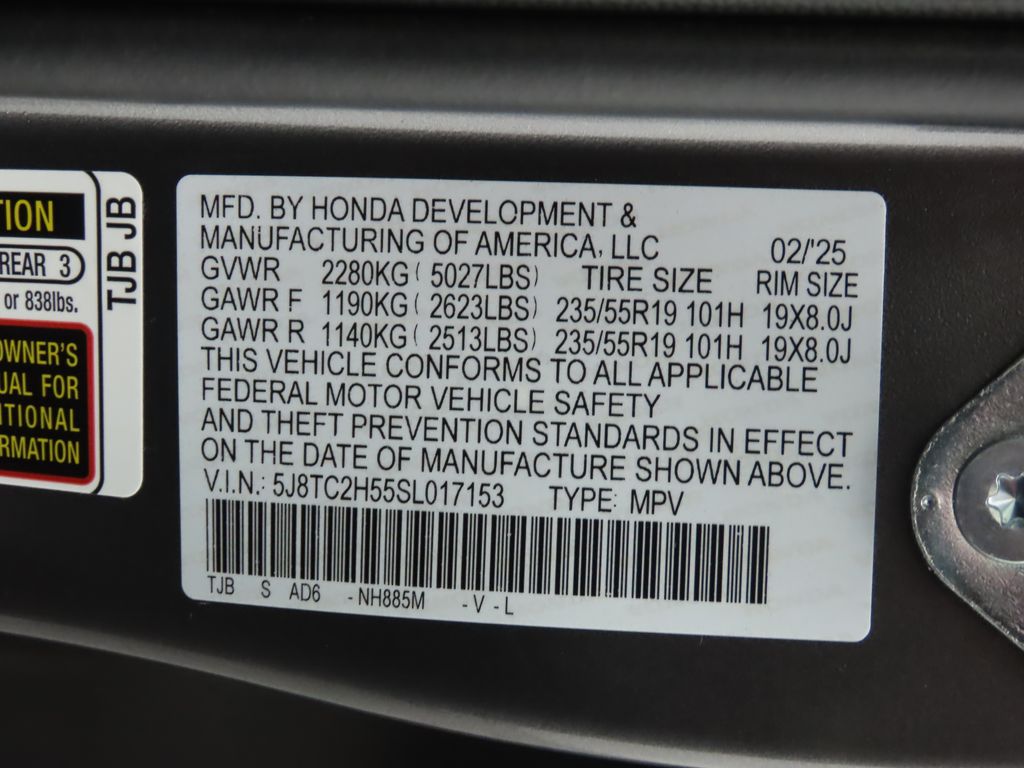 TION
REAR 3
or 838lbs.
OWNER'S
UAL FOR
ITIONAL
ORMATION
TJB JB
MFD. BY HONDA DEVELOPMENT &
MANUFACTURING OF AMERICA, LLC 02/'25
GVWR 2280KG ( 5027LBS) TIRE SIZE RIM SIZE
GAWR F 1190KG ( 2623LBS) 235/55R19 101H 19X8.0J
GAWR R 1140KG ( 2513LBS) 235/55R19 101H 19X8.0J
THIS VEHICLE CONFORMS TO ALL APPLICABLE
FEDERAL MOTOR VEHICLE SAFETY
AND THEFT PREVENTION STANDARDS IN EFFECT
ON THE DATE OF MANUFACTURE SHOWN ABOVE.
V.I.N.: 5J8TC2H55SL017153 TYPE: MPV
TJB S AD6 -NH885M -V-L